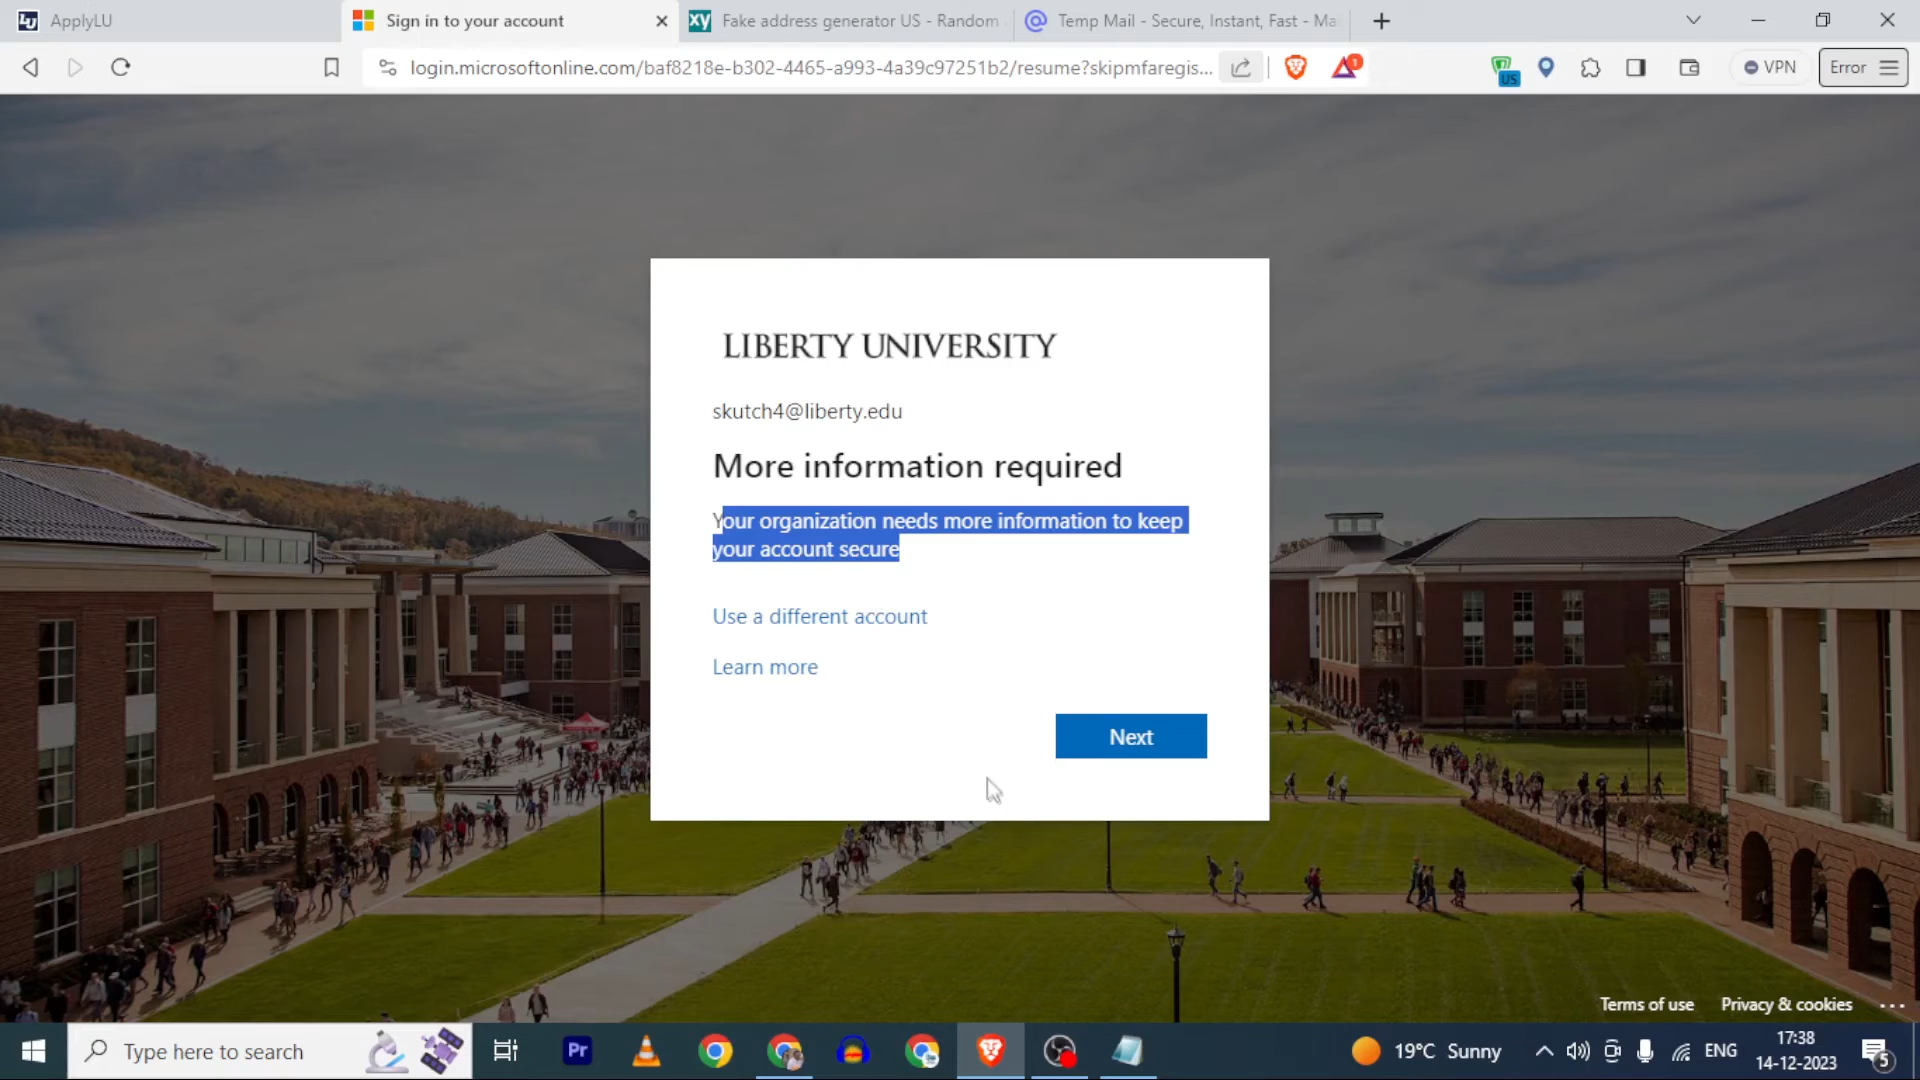 ApplyLU
Sign in to your account
Fake address generator US - Random
Temp Mail - Secure, Instant, Fast - Ma
login.microsoftonline.com/baf8218e-b302-4465-a993-4a39c97251b2/resume?skipmfaregis...
1
US
VPN
Error
LIBERTY UNIVERSITY
skutch4@liberty.edu
More information required
Your organization needs more information to keep
your account secure
Use a different account
Learn more
Next
Terms of use
Privacy & cookies
...
Type here to search
Pr
19°C Sunny
ENG
17:38
14-12-2023
5